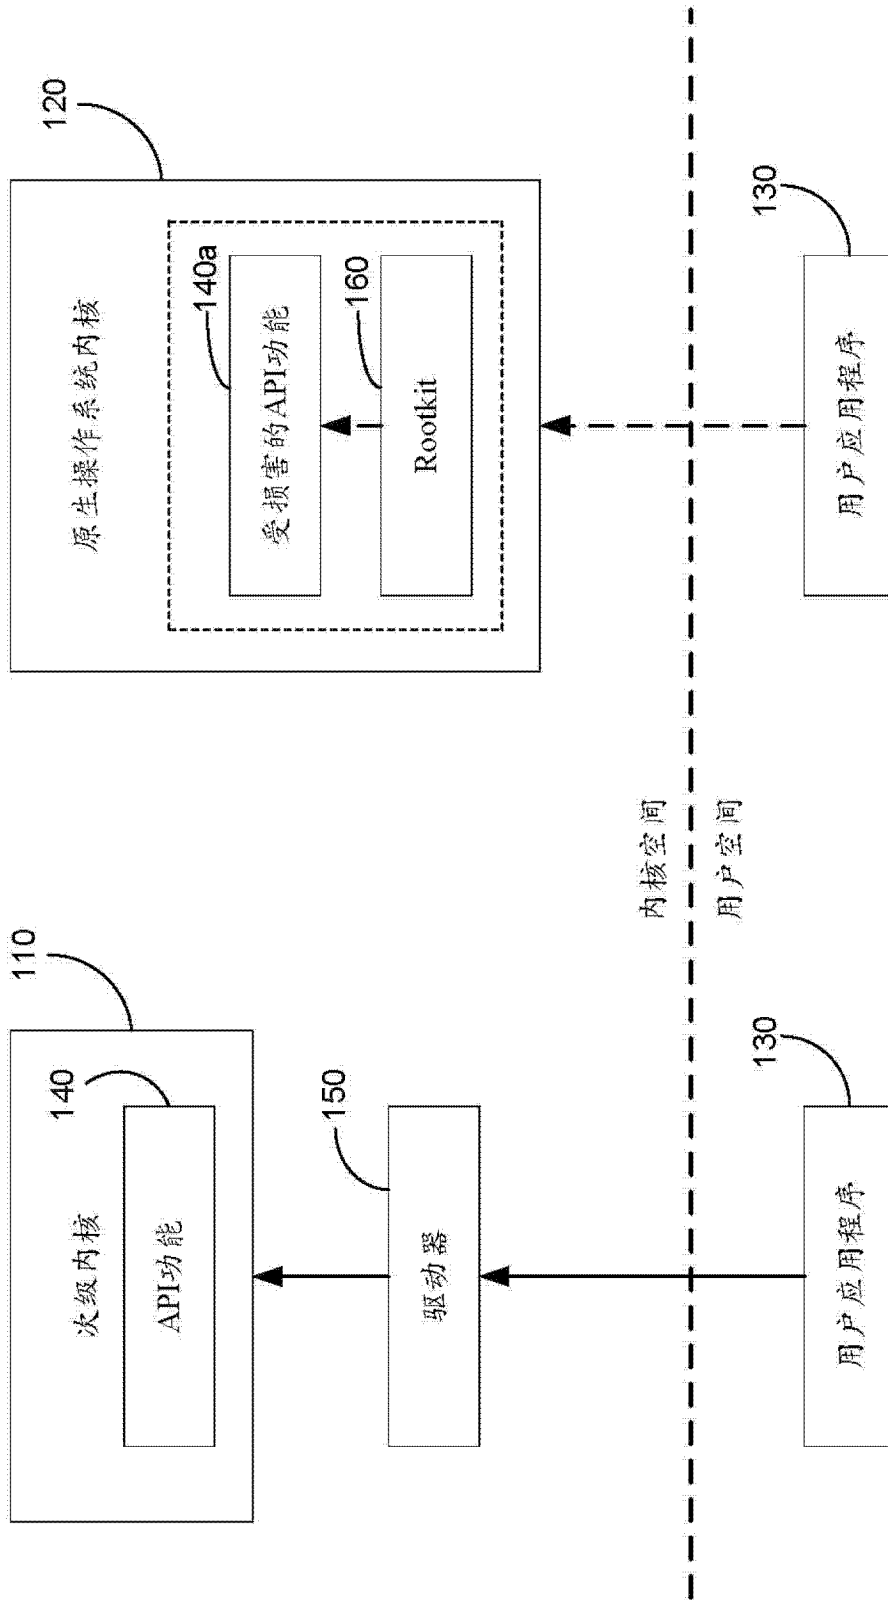 次级内核
110
API功能
140
驱动器
150
用户应用程序
130
内核空间
用户空间
原生操作系统内核
120
受损害的API功能
140a
Rootkit
160
用户应用程序
130